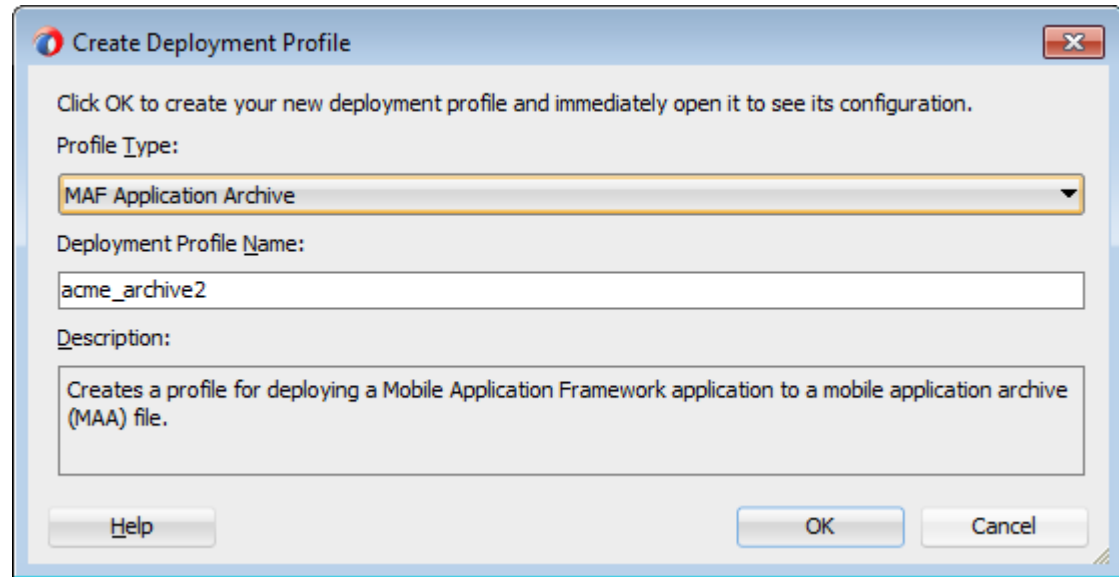 Create Deployment Profile
Click OK to create your new deployment profile and immediately open it to see its configuration.
Profile Type:
MAF Application Archive
Deployment Profile Name:
acme_archive2
Description:
Creates a profile for deploying a Mobile Application Framework application to a mobile application archive
(MAA) file.
Help OK Cancel